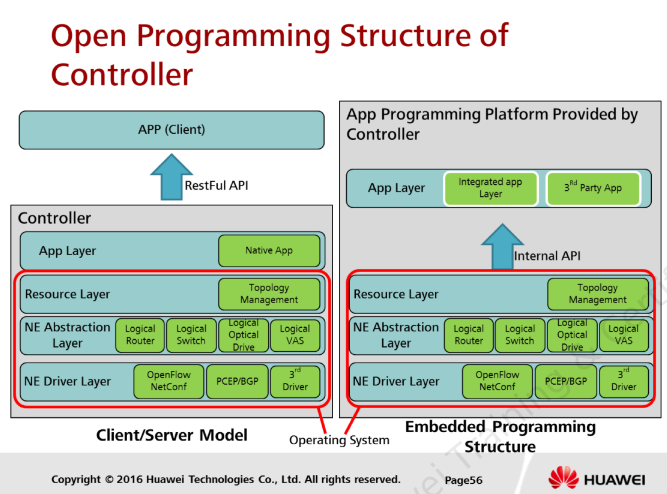 Open Programming Structure of
Controller
APP (Client)
RestFul API
Controller
App Layer
Native App
Resource Layer
Topology
Management
NE Abstraction
Layer
Logical
Router
Logical
Switch
Logical
Optical
Drive
Logical
VAS
NE Driver Layer
OpenFlow
NetConf
PCEP/BGP
3rd
Driver
Client/Server Model
Operating System
App Programming Platform Provided by
Controller
App Layer
Integrated app
Layer
3rd Party App
Internal API
Resource Layer
Topology
Management
NE Abstraction
Layer
Logical
Router
Logical
Switch
Logical
Optical
Drive
Logical
VAS
NE Driver Layer
OpenFlow
NetConf
PCEP/BGP
3rd
Driver
Embedded Programming
Structure
Copyright © 2016 Huawei Technologies Co., Ltd. All rights reserved.
Page56
HUAWEI